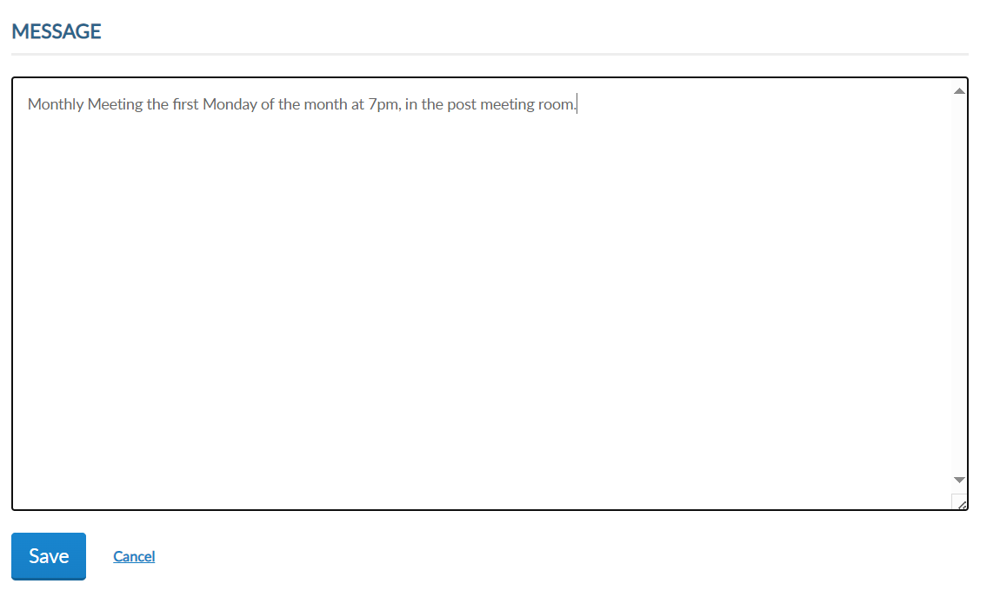 MESSAGE
Monthly Meeting the first Monday of the month at 7pm, in the post meeting room.
Save
Cancel